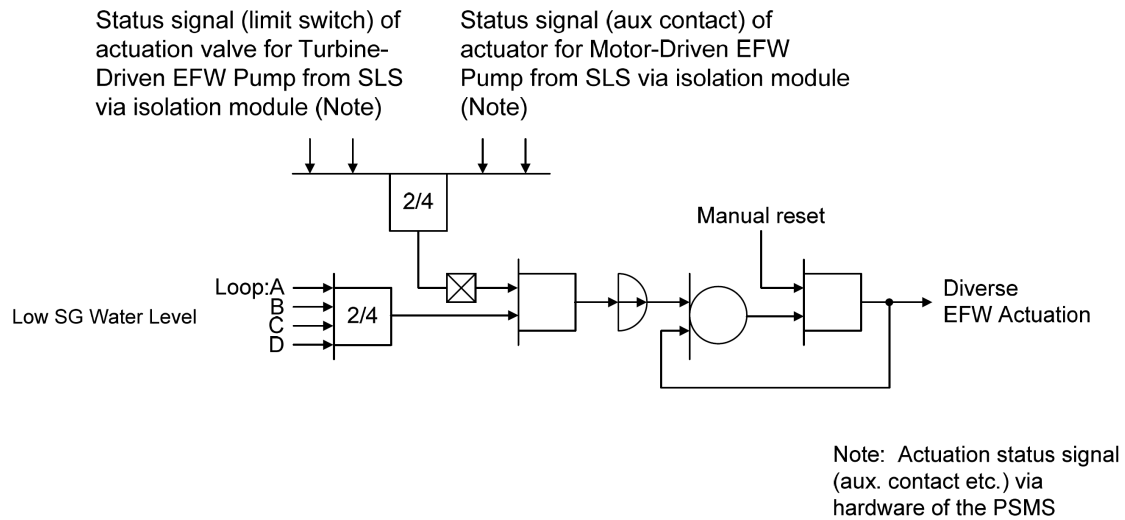 Status signal (limit switch) of
actuation valve for Turbine-
Driven EFW Pump from SLS
via isolation module (Note)
Status signal (aux contact) of
actuator for Motor-Driven EFW
Pump from SLS via isolation module
(Note)
2/4
Manual reset
Loop:A
B
C
D
2/4
Low SG Water Level
Diverse
EFW Actuation
Note: Actuation status signal
(aux. contact etc.) via
hardware of the PSMS